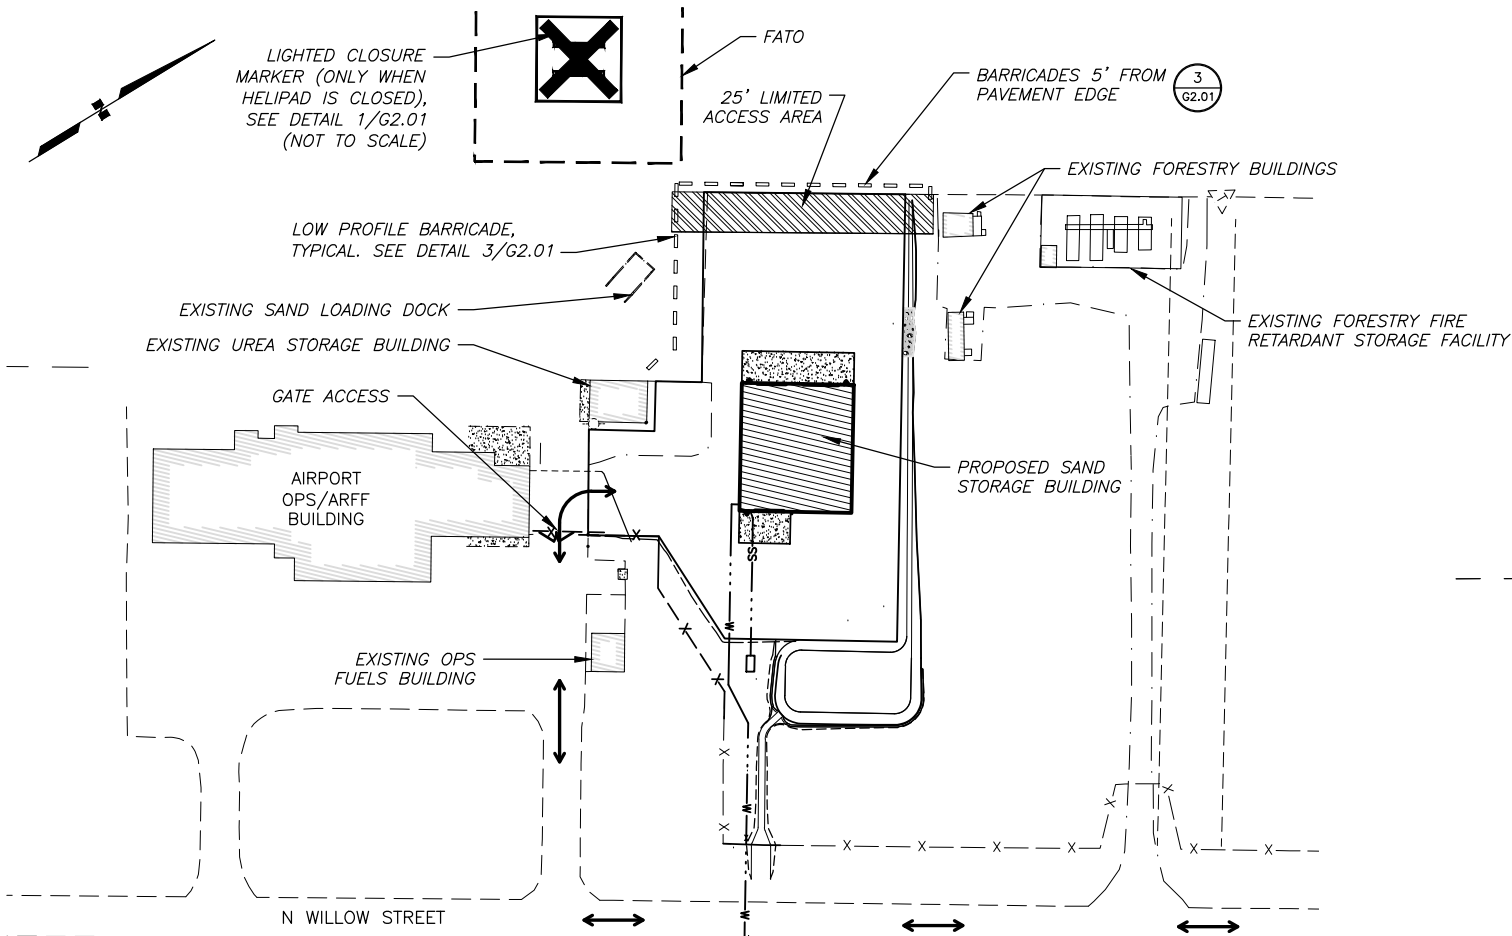 LIGHTED CLOSURE
MARKER (ONLY WHEN
HELIPAD IS CLOSED),
SEE DETAIL 1/G2.01
(NOT TO SCALE)
FATO
25' LIMITED
ACCESS AREA
BARRICADES 5' FROM
PAVEMENT EDGE
3
G2.01
EXISTING FORESTRY BUILDINGS
LOW PROFILE BARRICADE,
TYPICAL. SEE DETAIL 3/G2.01
EXISTING SAND LOADING DOCK
EXISTING UREA STORAGE BUILDING
EXISTING FORESTRY FIRE
RETARDANT STORAGE FACILITY
GATE ACCESS
AIRPORT
OPS/ARFF
BUILDING
PROPOSED SAND
STORAGE BUILDING
X
X
SS
W
X
X
EXISTING OPS
FUELS BUILDING
X
X
W
X
X
X
X
X
X
X
X
N WILLOW STREET
W